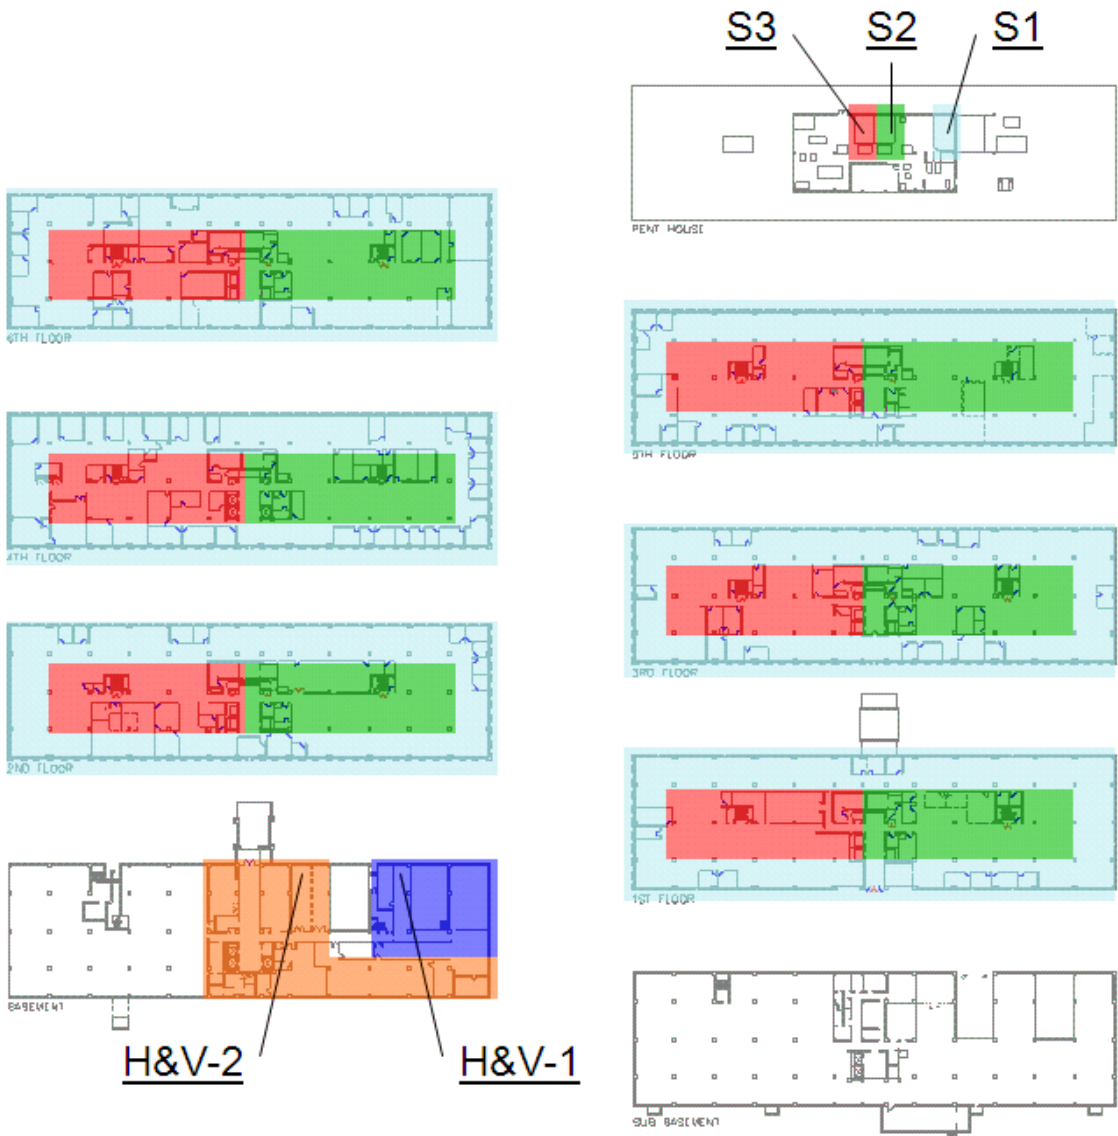 S3 S2 S1
PENT HOUSE
6TH FLOOR
5TH FLOOR
4TH FLOOR
3RD FLOOR
2ND FLOOR
1ST FLOOR
BASEMENT
H&V-2 H&V-1
SUB BASEMENT